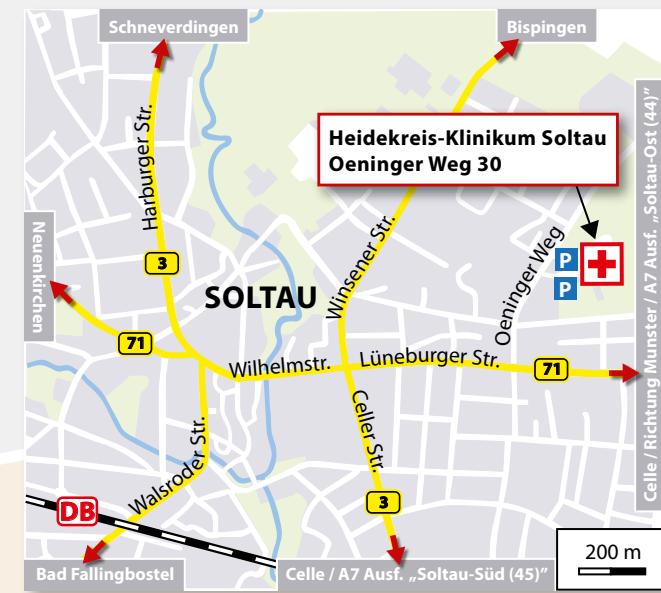 Schneverdingen
Bispingen
Harburger Str.
Heidekreis-Klinikum Soltau
Oeninger Weg 30
Celle / Richtung Munster / A7 Ausf. „Soltau-Ost (44)”
Neuenkirchen
3
Winsener Str.
Oeninger Weg
P
P
SOLTAU
71
Wilhelmstr.
Lüneburger Str.
71
Celler Str.
Walsroder Str.
3
DB
200 m
Bad Fallingbostel
Celle / A7 Ausf. „Soltau-Süd (45)”